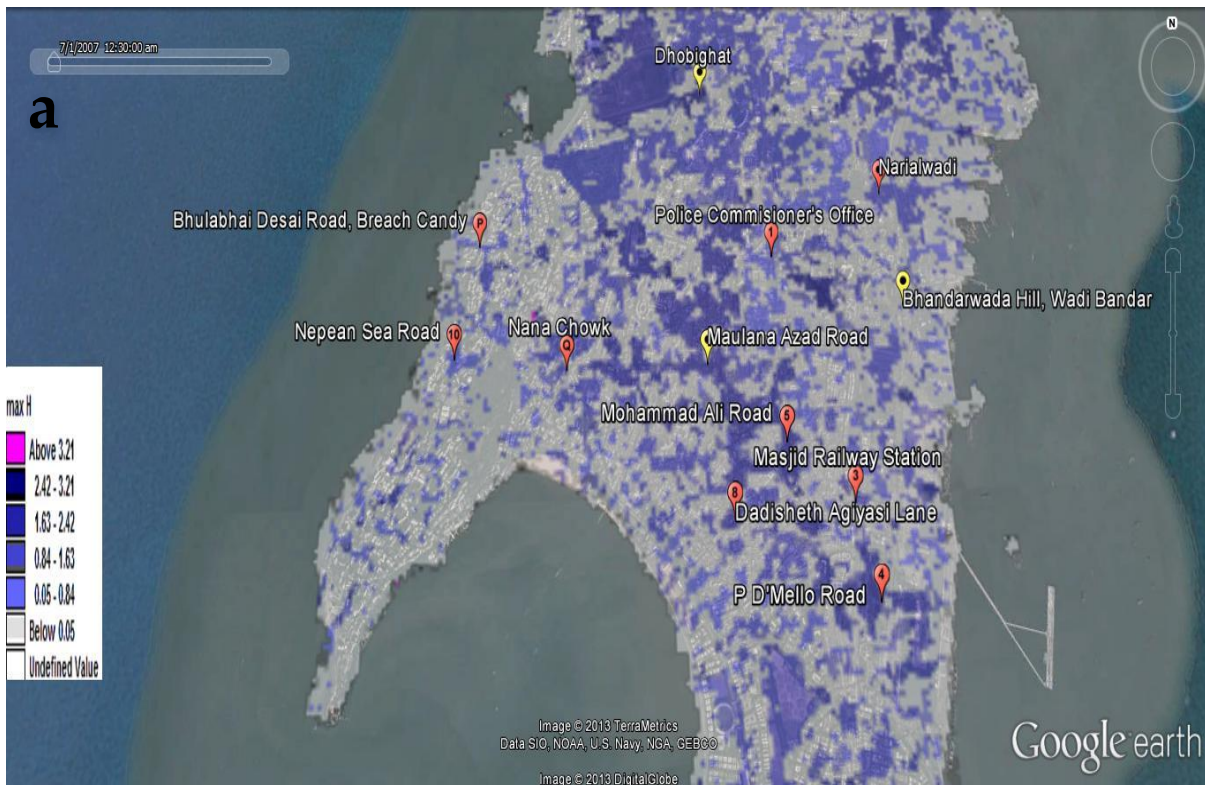 7/1/2007 12:30:00 am
N
a
Dhobighat
Narialwadi
Police Commisioner's Office
1
Bhulabhai Desai Road, Breach Candy
P
Bhandarwada Hill, Wadi Bandar
Nepean Sea Road
10
Nana Chowk
Q
Maulana Azad Road
Mohammad Ali Road
5
Masjid Railway Station
3
8
Dadisheth Agiyasi Lane
4
P D'Mello Road
max H
Above 3.21
2.42 - 3.21
1.63 - 2.42
0.84 - 1.63
0.05 - 0.84
Below 0.05
Undefined Value
Image © 2013 TerraMetrics
Data SIO, NOAA, U.S. Navy, NGA, GEBCO
Image © 2013 DigitalGlobe
Google earth